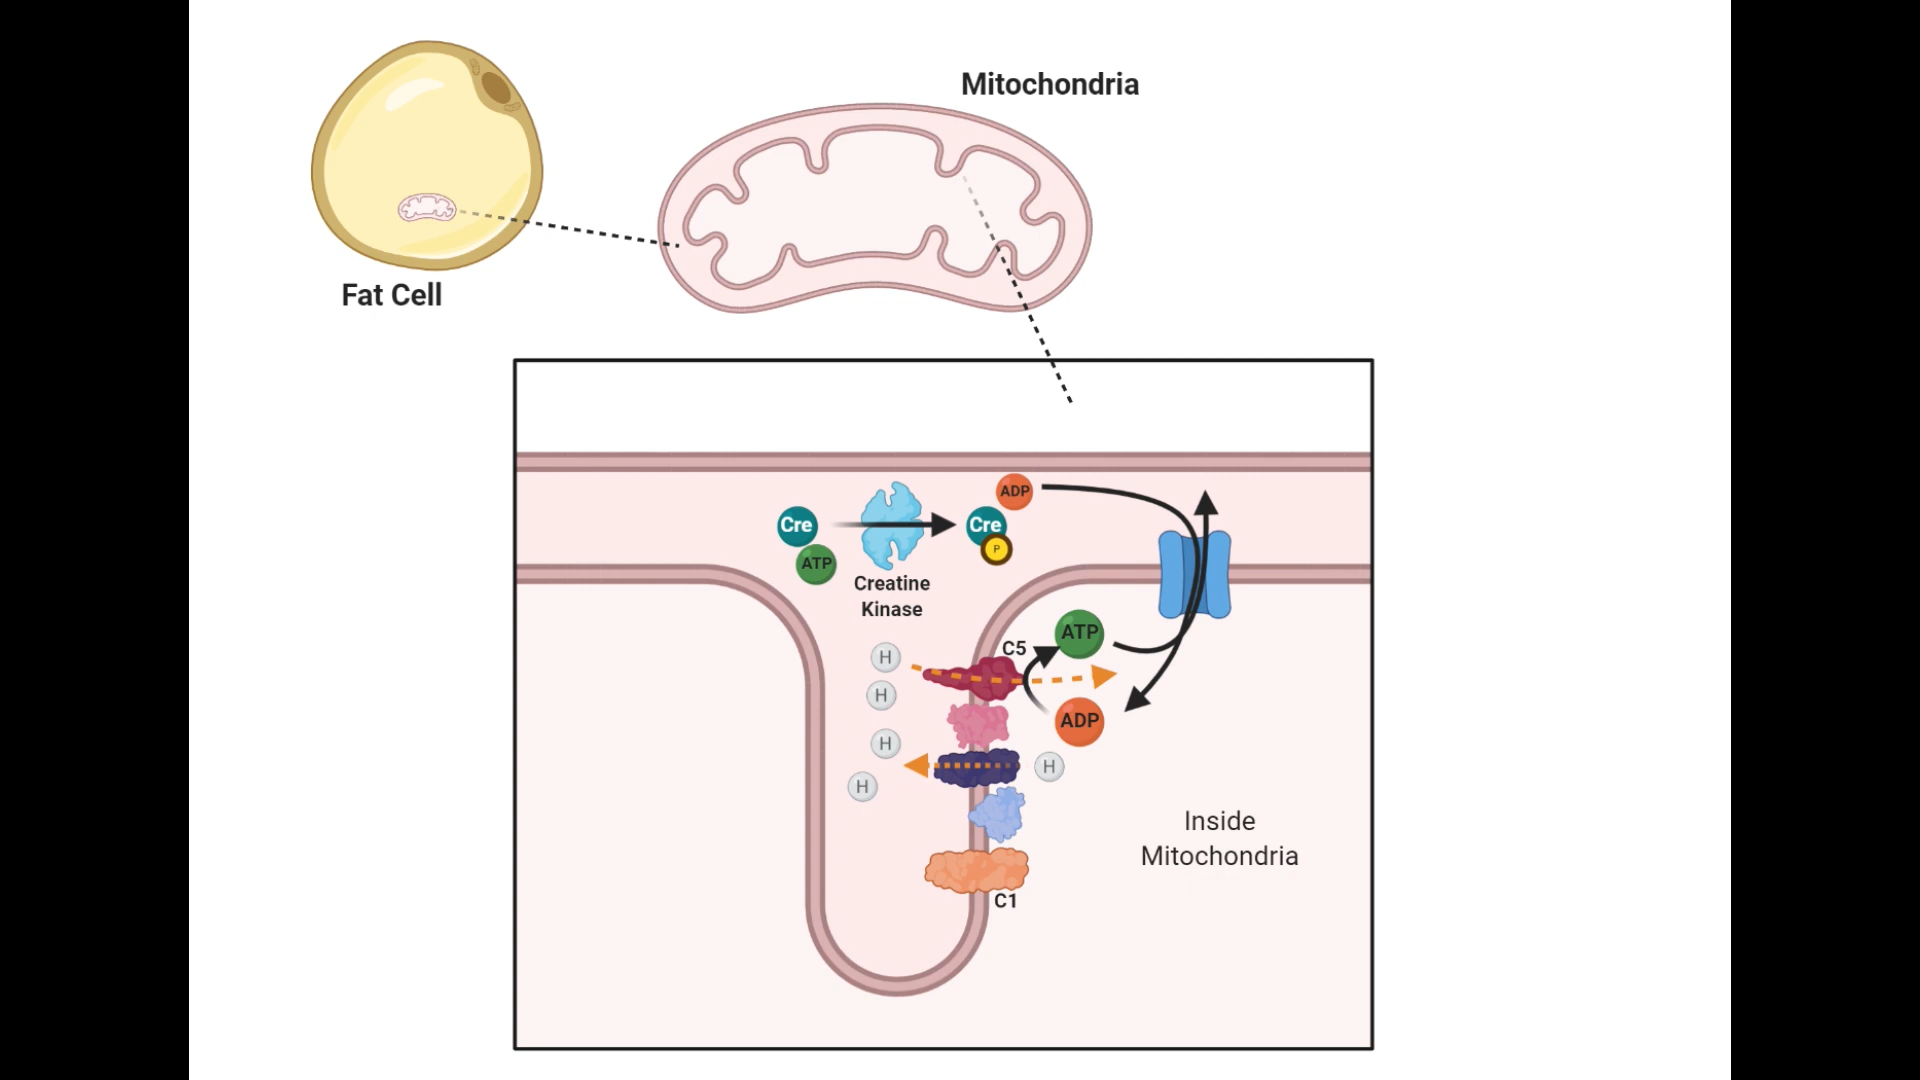 Mitochondria
Fat Cell
ADP
Cre
Cre
P
ATP
Creatine
Kinase
ATP
C5
H
H
ADP
H
H
H
Inside
Mitochondria
C1